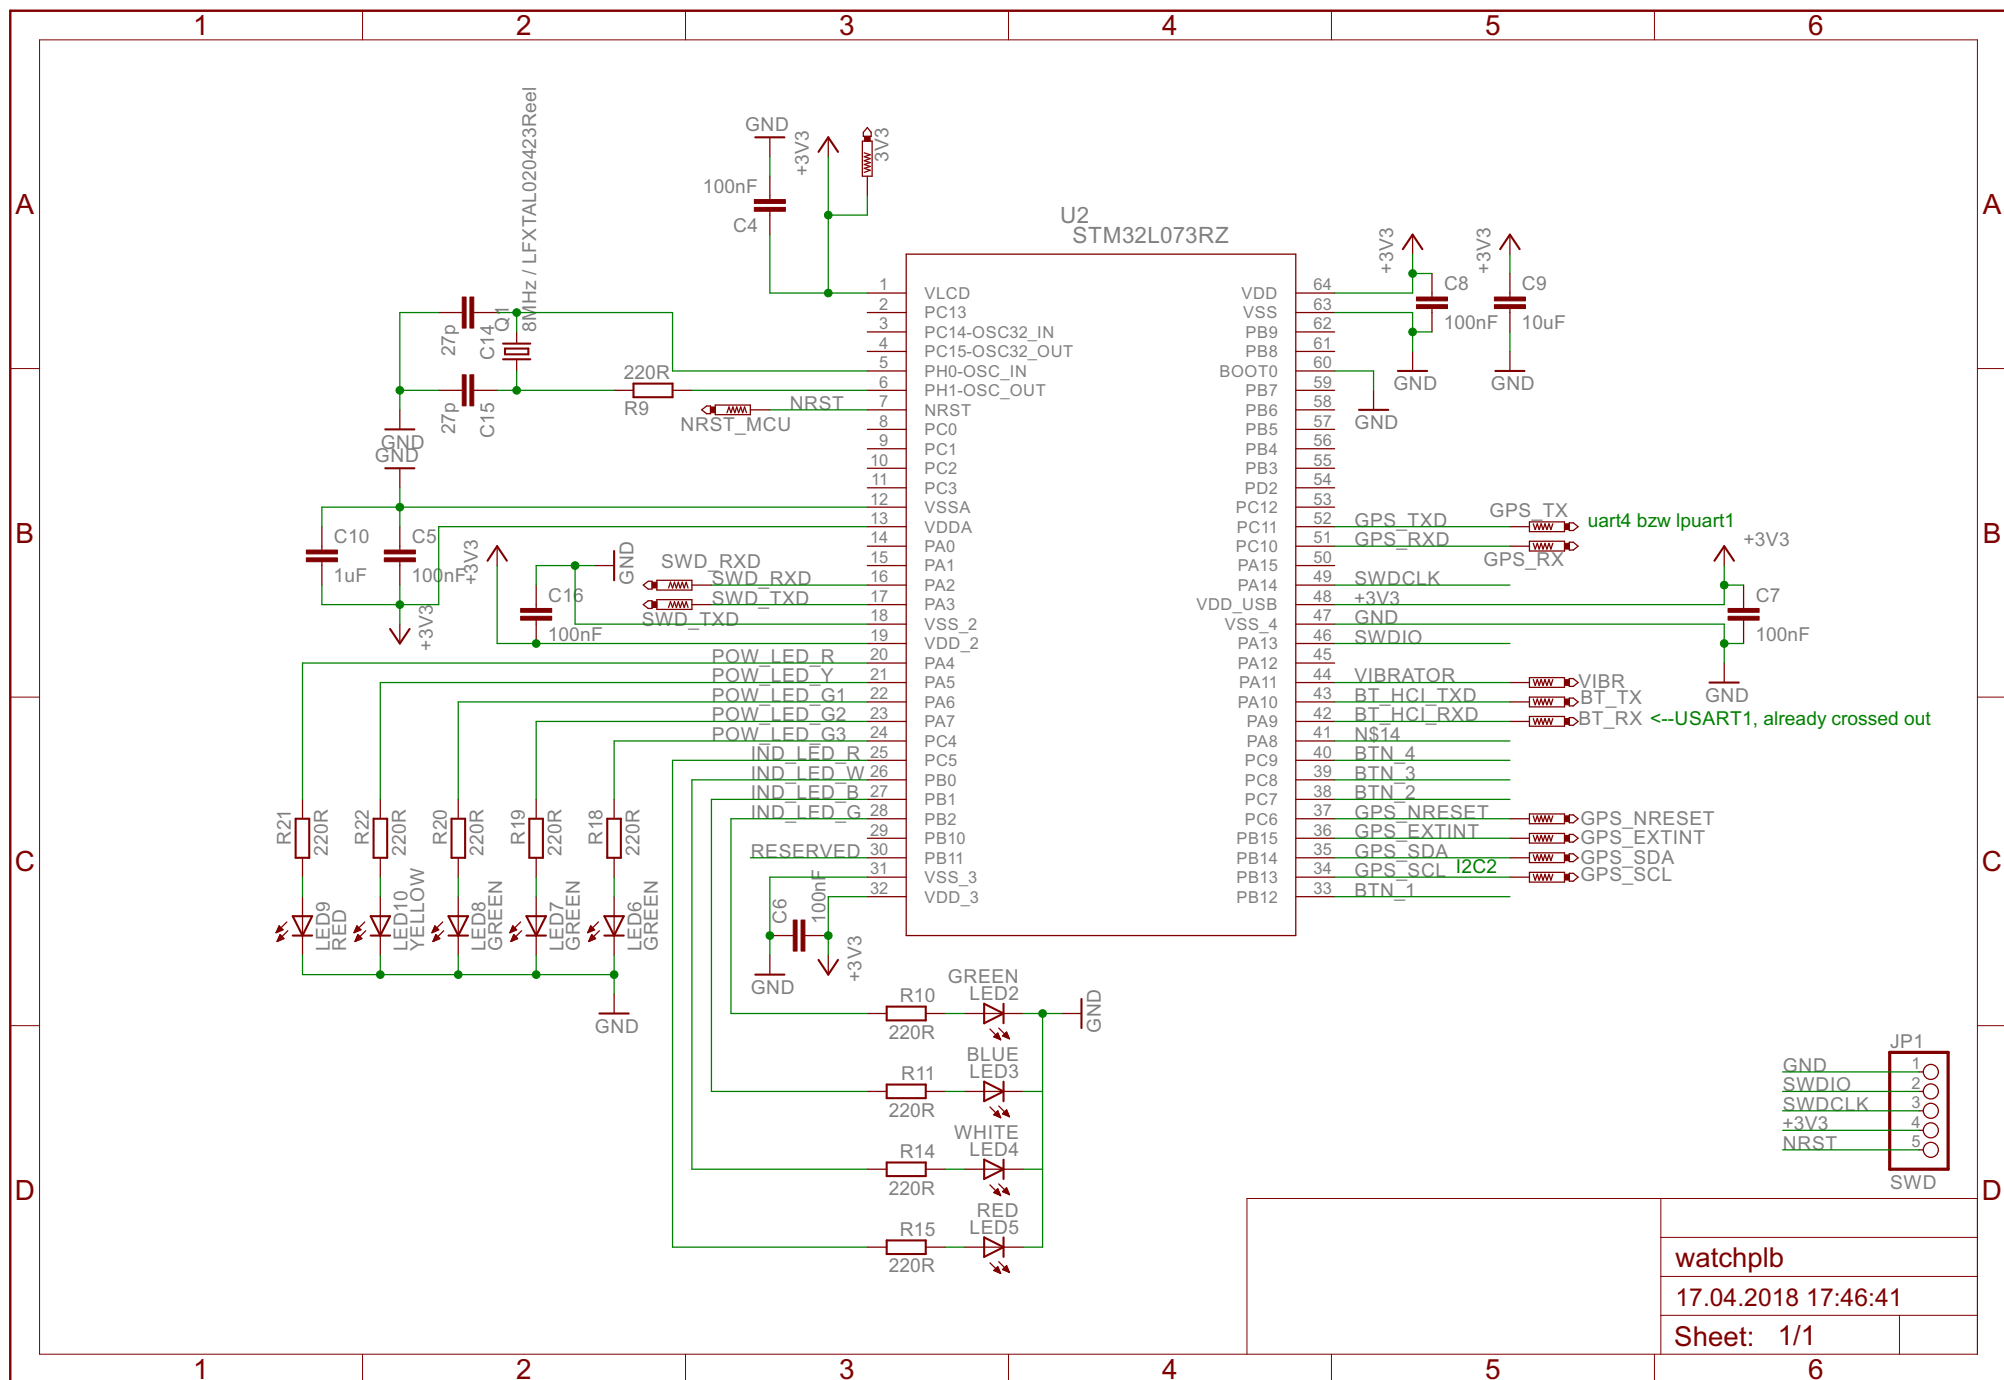 1 2 3 4 5 6
A
A
B
B
C
C
D
D
8MHz / LFXTAL020423Reel
Q1
27p
C14
27p
C15
GND
GND
220R
R9
GND
100nF
C4
+3V3
3V3
NRST
NRST_MCU
C10
1uF
C5
100nF
+3V3
+3V3
GND
C16
100nF
SWD_RXD
SWD_RXD
SWD_TXD
SWD_TXD
POW_LED_R
POW_LED_Y
POW_LED_G1
POW_LED_G2
POW_LED_G3
IND_LED_R
IND_LED_W
IND_LED_B
IND_LED_G
RESERVED
U2
STM32L073RZ
1 VLCD
2 PC13
3 PC14-OSC32_IN
4 PC15-OSC32_OUT
5 PH0-OSC_IN
6 PH1-OSC_OUT
7 NRST
8 PC0
9 PC1
10 PC2
11 PC3
12 VSSA
13 VDDA
14 PA0
15 PA1
16 PA2
17 PA3
18 VSS_2
19 VDD_2
20 PA4
21 PA5
22 PA6
23 PA7
24 PC4
25 PC5
26 PB0
27 PB1
28 PB2
29 PB10
30 PB11
31 VSS_3
32 VDD_3
VDD 64
VSS 63
PB9 62
PB8 61
BOOT0 60
PB7 59
PB6 58
PB5 57
PB4 56
PB3 55
PD2 54
PC12 53
PC11 52
PC10 51
PA15 50
PA14 49
VDD_USB 48
VSS_4 47
PA13 46
PA12 45
PA11 44
PA10 43
PA9 42
PA8 41
PC9 40
PC8 39
PC7 38
PC6 37
PB15 36
PB14 35
PB13 34
PB12 33
+3V3
C8
100nF
GND
+3V3
C9
10uF
GND
GND
GPS_TXD
GPS_TX
uart4 bzw lpuart1
GPS_RXD
GPS_RX
SWDCLK
+3V3
GND
SWDIO
+3V3
C7
100nF
GND
VIBRATOR
VIBR
BT_HCI_TXD
BT_TX
BT_HCI_RXD
BT_RX
<--USART1, already crossed out
N$14
BTN_4
BTN_3
BTN_2
GPS_NRESET
GPS_NRESET
GPS_EXTINT
GPS_EXTINT
GPS_SDA
GPS_SDA
GPS_SCL
I2C2
GPS_SCL
BTN_1
R21
220R
R22
220R
R20
220R
R19
220R
R18
220R
LED9
RED
LED10
YELLOW
LED8
GREEN
LED7
GREEN
LED6
GREEN
GND
C6
100nF
GND
+3V3
GREEN
LED2
R10
220R
GND
BLUE
LED3
R11
220R
WHITE
LED4
R14
220R
RED
LED5
R15
220R
JP1
GND 1
SWDIO 2
SWDCLK 3
+3V3 4
NRST 5
SWD
watchplb
17.04.2018 17:46:41
Sheet: 1/1
1 2 3 4 5 6